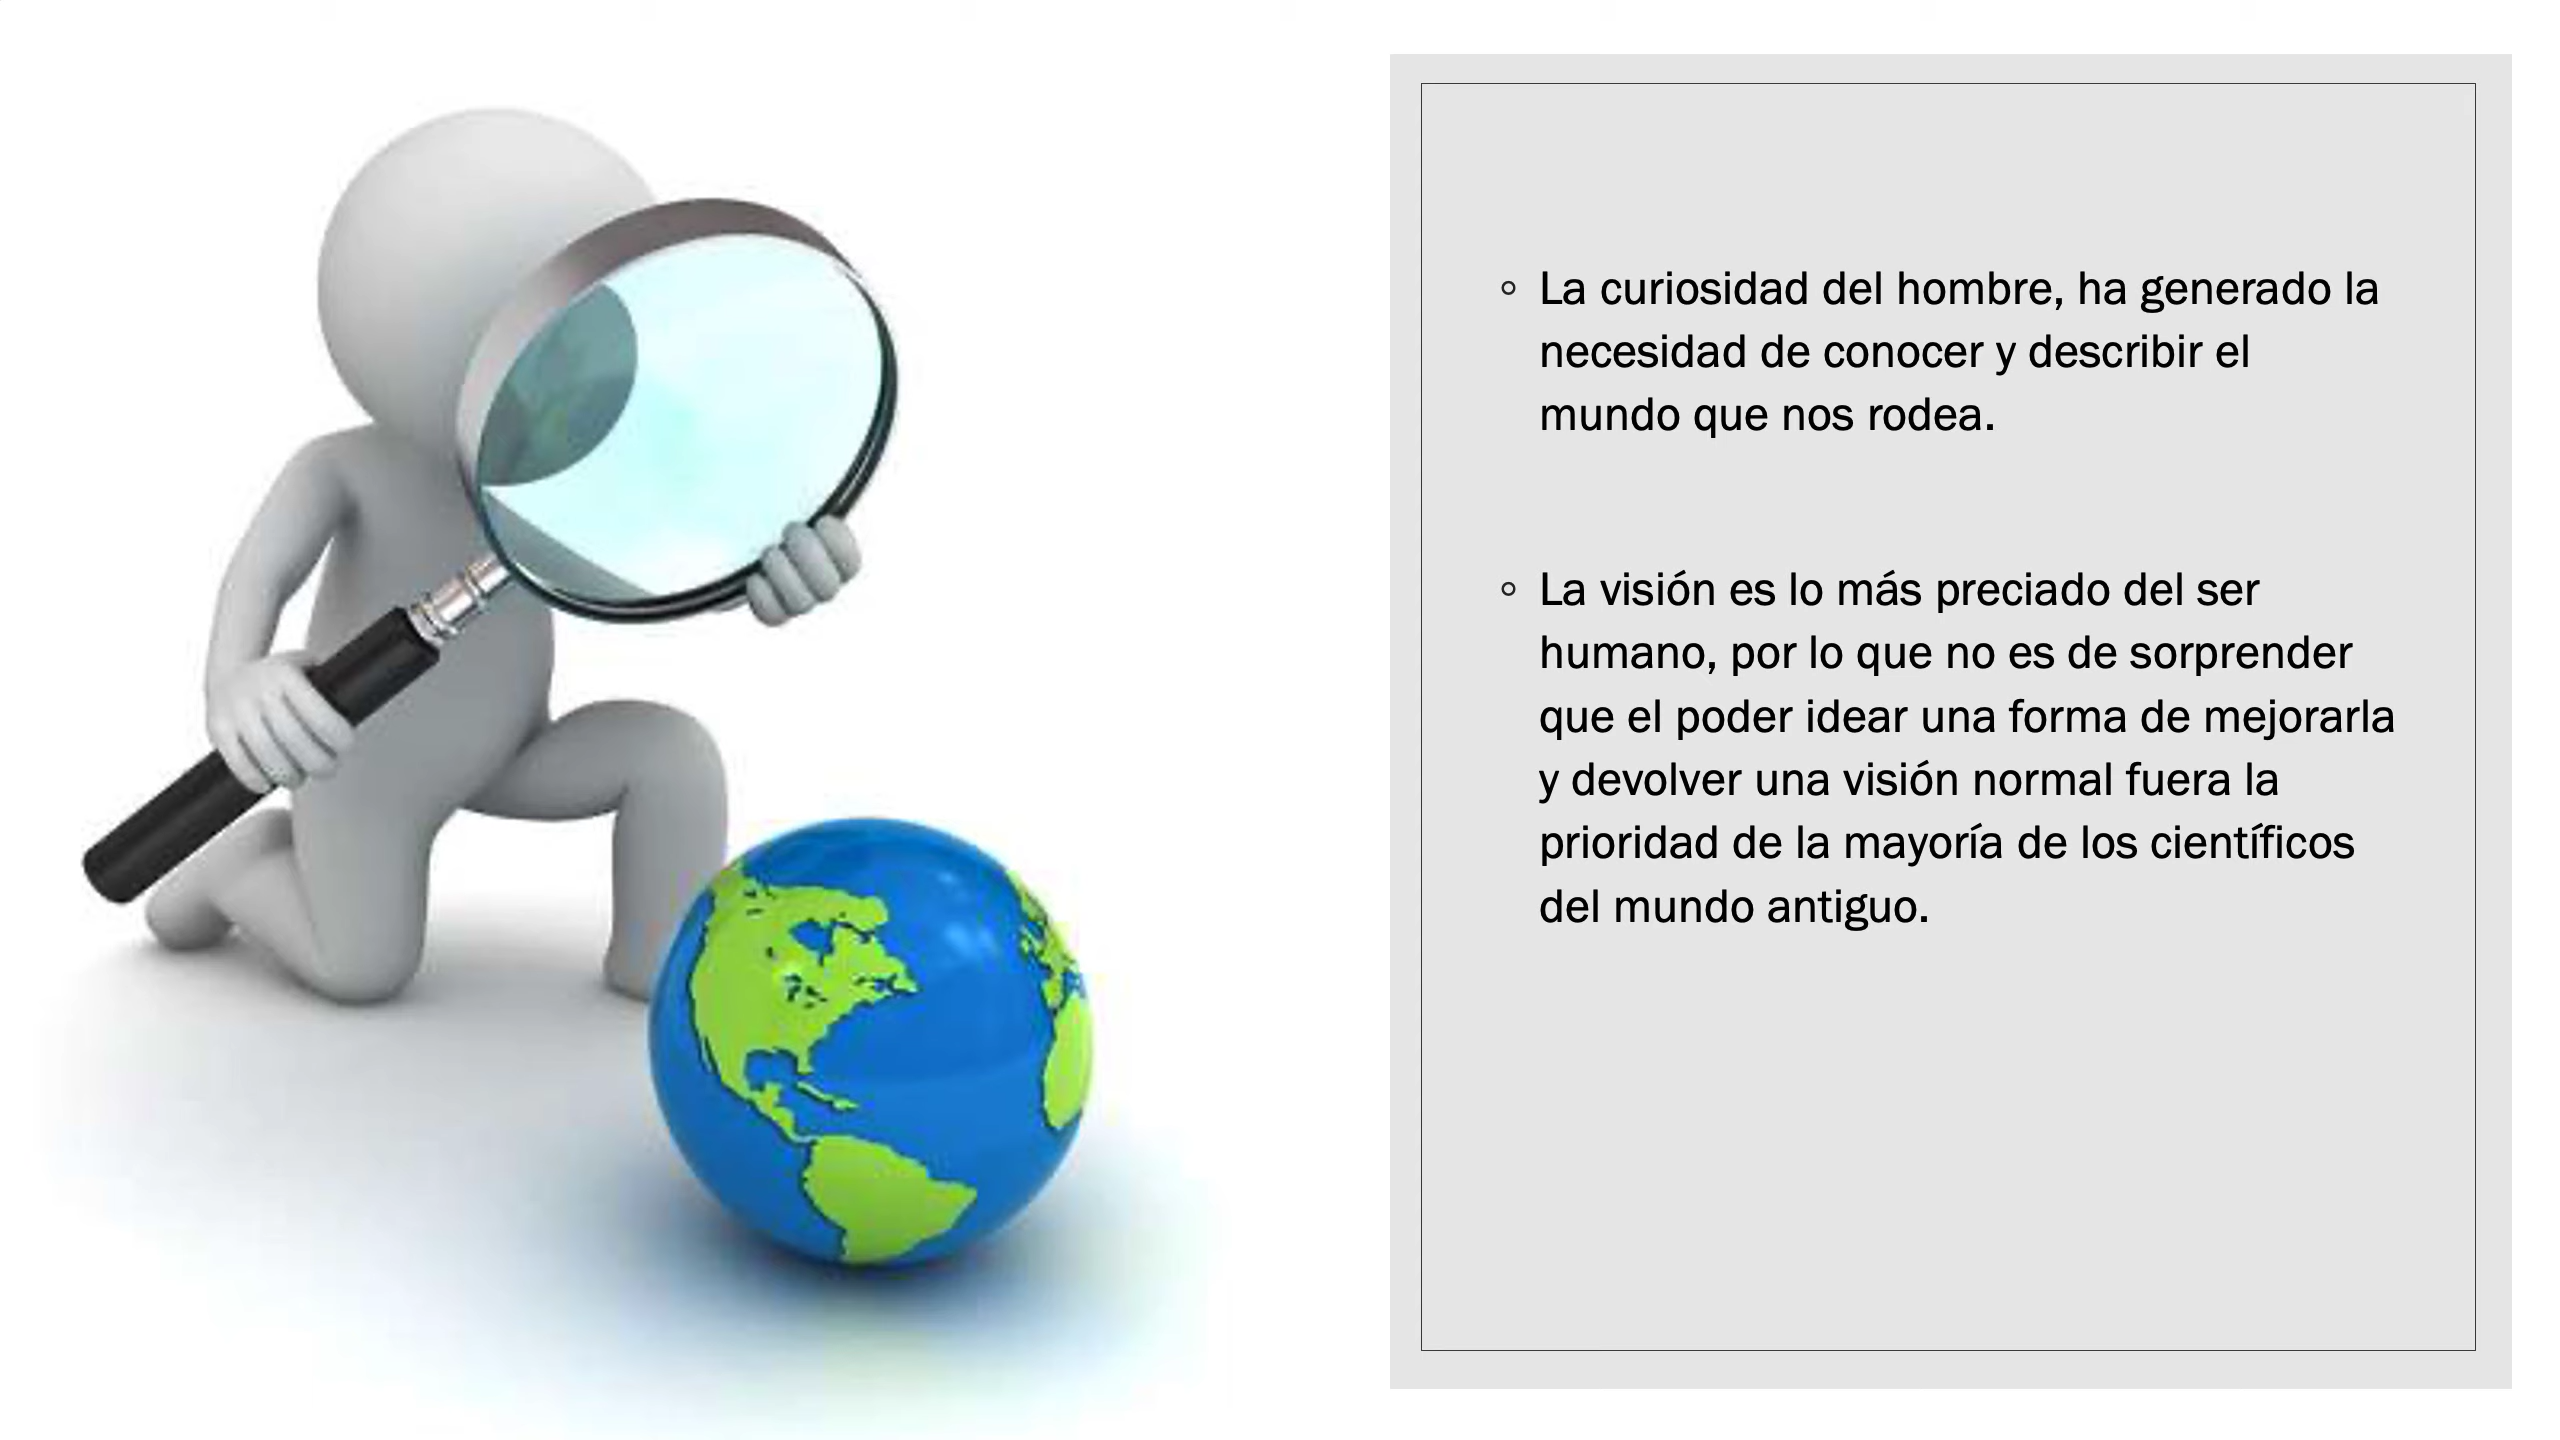 ◦ La curiosidad del hombre, ha generado la
necesidad de conocer y describir el
mundo que nos rodea.
◦ La visión es lo más preciado del ser
humano, por lo que no es de sorprender
que el poder idear una forma de mejorarla
y devolver una visión normal fuera la
prioridad de la mayoría de los científicos
del mundo antiguo.